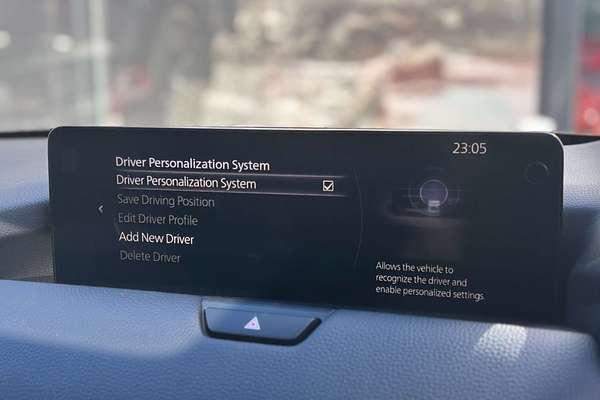 23:05
Driver Personalization System
Driver Personalization System
Save Driving Position
Edit Driver Profile
Add New Driver
Delete Driver
Allows the vehicle to
recognize the driver and
enable personalized settings.